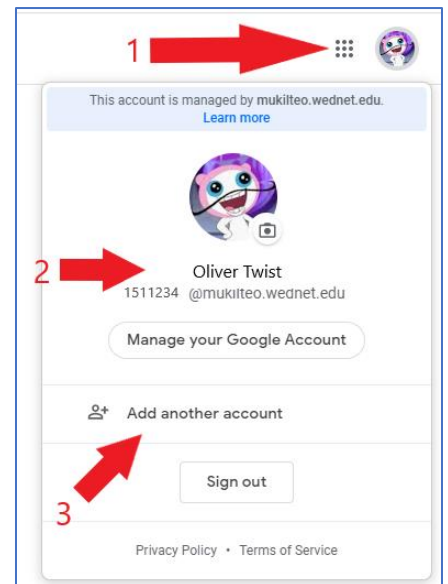 1
This account is managed by mukilteo.wednet.edu.
Learn more
2
Oliver Twist
1511234 @mukilteo.wednet.edu
Manage your Google Account
Add another account
3
Sign out
Privacy Policy • Terms of Service